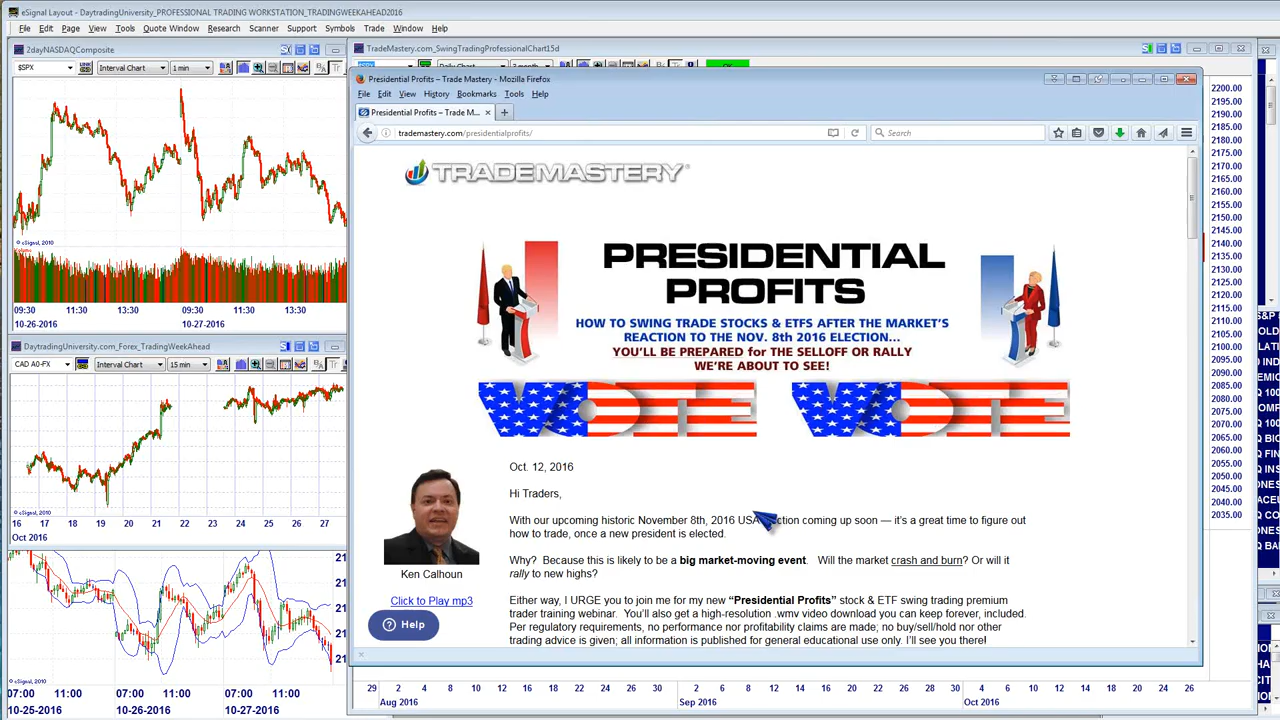 eSignal Layout - DaytradingUniversity_PROFESSIONAL TRADING WORKSTATION_TRADINGWEEKAHEAD2016
File Edit Page View Tools Quote Window Research Scanner Support Symbols Trade Window Help
2dayNASDAQComposite
$SPX Interval Chart 1 min
© eSignal, 2010
09:30 11:30 13:30 09:30 11:30 13:30
10-26-2016 10-27-2016
DaytradingUniversity.com_Forex_TradingWeekAhead
CAD A0-FX Interval Chart 15 min
© eSignal, 2010
16 17 18 19 20 21 23 24 25 26 27
Oct 2016
07:00 11:00 07:00 11:00 07:00 11:00
10-25-2016 10-26-2016 10-27-2016
TradeMastery.com_SwingTradingProfessionalChart15d
Presidential Profits – Trade Mastery - Mozilla Firefox
File Edit View History Bookmarks Tools Help
Presidential Profits – Trade M...
trademastery.com/presidentialprofits/
Search
TRADEMASTERY®
PRESIDENTIAL
PROFITS
HOW TO SWING TRADE STOCKS & ETFS AFTER THE MARKET'S
REACTION TO THE NOV. 8th 2016 ELECTION...
YOU'LL BE PREPARED for THE SELLOFF OR RALLY
WE'RE ABOUT TO SEE!
VOTE VOTE
Oct. 12, 2016
Hi Traders,
With our upcoming historic November 8th, 2016 USA coming up soon — it's a great time to figure out
how to trade, once a new president is elected.
Why? Because this is likely to be a big market-moving event. Will the market crash and burn? Or will it
rally to new highs?
Either way, I URGE you to join me for my new “Presidential Profits” stock & ETF swing trading premium
trader training webinar. You'll also get a high-resolution .wmv video download you can keep forever, included.
Per regulatory requirements, no performance nor profitability claims are made; no buy/sell/hold nor other
trading advice is given; all information is published for general educational use only. I'll see you there!
Ken Calhoun
Click to Play mp3
Help
2200.00
2195.00
2190.00
2185.00
2180.00
2175.00
2170.00
2165.00
2160.00
2155.00
2150.00
2145.00
2140.00
2135.00
2130.00
2125.00
2120.00
2115.00
2110.00
2105.00
2100.00
2095.00
2090.00
2085.00
2080.00
2075.00
2070.00
2065.00
2060.00
2055.00
2050.00
2045.00
2040.00
2035.00
29 2 4 8 10 12 16 18 22 24 26 30 2 6 8 12 14 16 20 22 26 28 30 4 6 10 12 14 18 20 24 26
Aug 2016 Sep 2016 Oct 2016